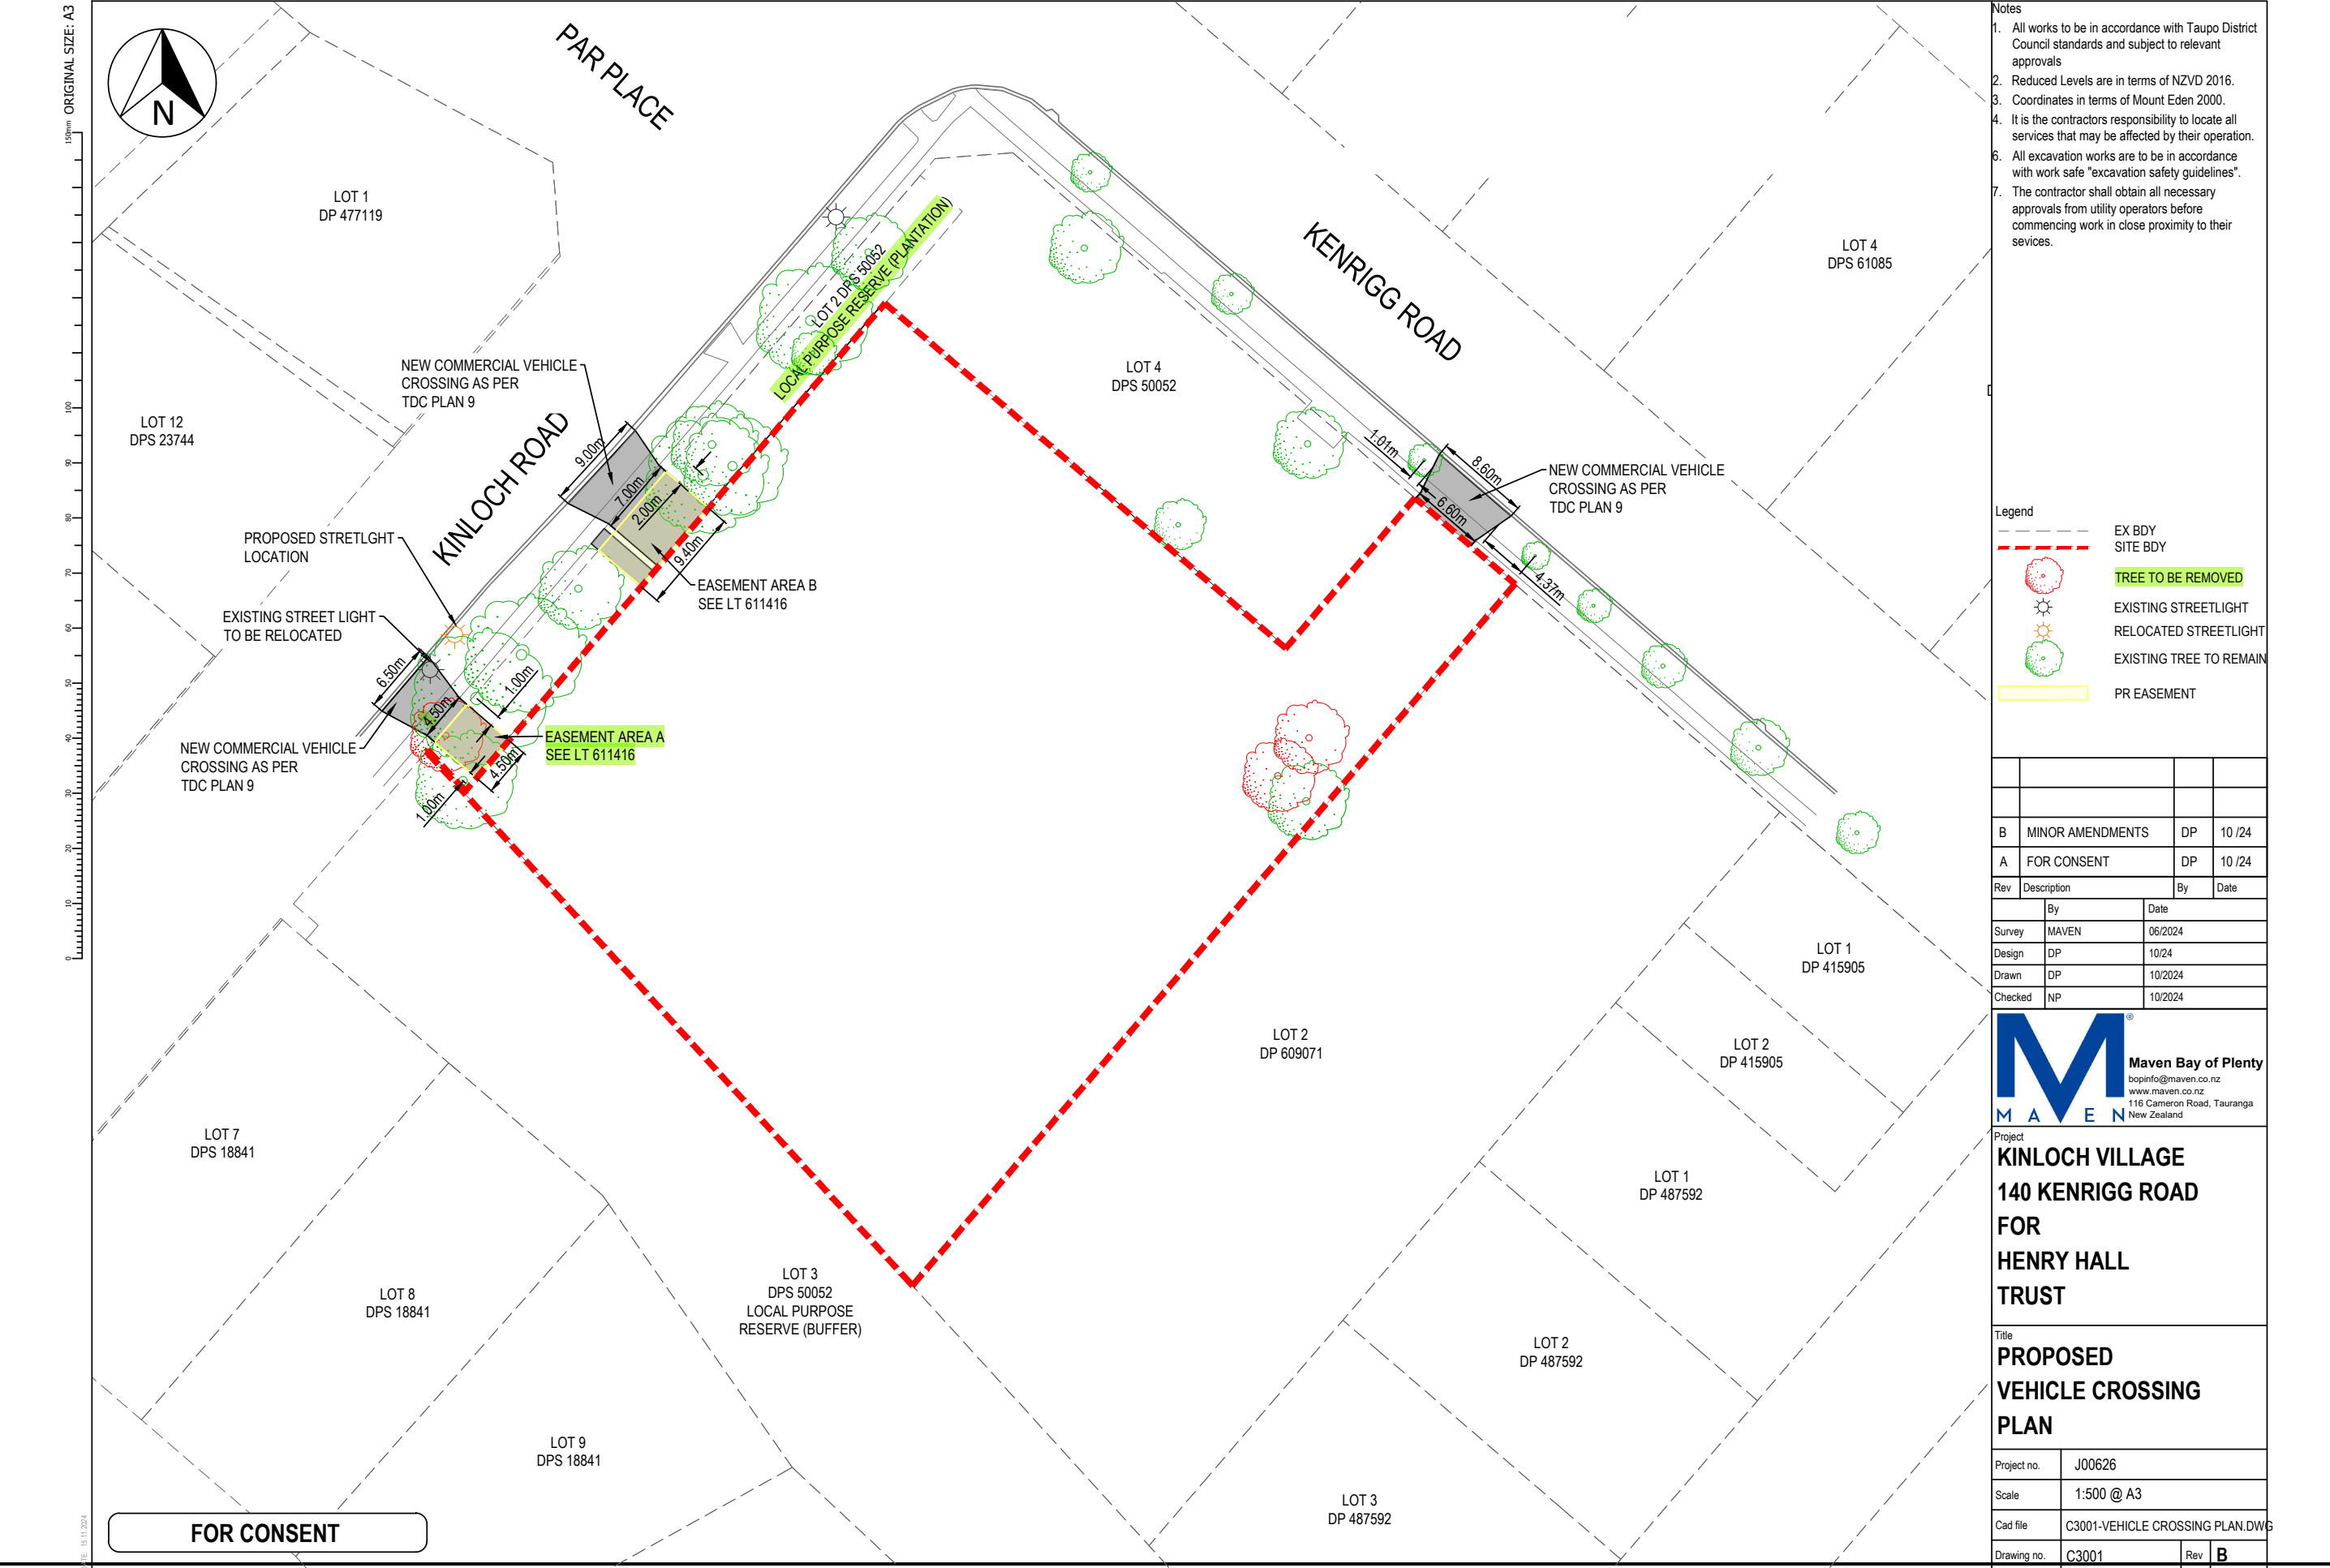 ORIGINAL SIZE: A3
150mm
100
90
80
70
60
50
40
30
20
10
0
N
PAR PLACE
LOT 1
DP 477119
LOT 12
DPS 23744
NEW COMMERCIAL VEHICLE
CROSSING AS PER
TDC PLAN 9
KINLOCH ROAD
PROPOSED STRETLGHT
LOCATION
EXISTING STREET LIGHT
TO BE RELOCATED
NEW COMMERCIAL VEHICLE
CROSSING AS PER
TDC PLAN 9
9.00m
7.00m
2.00m
9.40m
EASEMENT AREA B
SEE LT 611416
6.50m
4.50m
1.00m
4.50m
1.00m
EASEMENT AREA A
SEE LT 611416
LOT 2 DPS 50052
LOCAL PURPOSE RESERVE (PLANTATION)
LOT 4
DPS 50052
KENRIGG ROAD
LOT 4
DPS 61085
1.01m
8.60m
6.60m
4.37m
NEW COMMERCIAL VEHICLE
CROSSING AS PER
TDC PLAN 9
LOT 2
DP 609071
LOT 1
DP 415905
LOT 2
DP 415905
LOT 1
DP 487592
LOT 2
DP 487592
LOT 3
DP 487592
LOT 3
DPS 50052
LOCAL PURPOSE
RESERVE (BUFFER)
LOT 7
DPS 18841
LOT 8
DPS 18841
LOT 9
DPS 18841
FOR CONSENT
15.11.2024
Notes
1. All works to be in accordance with Taupo District
Council standards and subject to relevant
approvals
2. Reduced Levels are in terms of NZVD 2016.
3. Coordinates in terms of Mount Eden 2000.
4. It is the contractors responsibility to locate all
services that may be affected by their operation.
6. All excavation works are to be in accordance
with work safe "excavation safety guidelines".
7. The contractor shall obtain all necessary
approvals from utility operators before
commencing work in close proximity to their
sevices.
Legend
EX BDY
SITE BDY
TREE TO BE REMOVED
EXISTING STREETLIGHT
RELOCATED STREETLIGHT
EXISTING TREE TO REMAIN
PR EASEMENT
B MINOR AMENDMENTS DP 10 /24
A FOR CONSENT DP 10 /24
Rev Description By Date
By Date
Survey MAVEN 06/2024
Design DP 10/24
Drawn DP 10/2024
Checked NP 10/2024
MAVEN
®
Maven Bay of Plenty
bopinfo@maven.co.nz
www.maven.co.nz
116 Cameron Road, Tauranga
New Zealand
Project
KINLOCH VILLAGE
140 KENRIGG ROAD
FOR
HENRY HALL
TRUST
Title
PROPOSED
VEHICLE CROSSING
PLAN
Project no. J00626
Scale 1:500 @ A3
Cad file C3001-VEHICLE CROSSING PLAN.DWG
Drawing no. C3001 Rev B